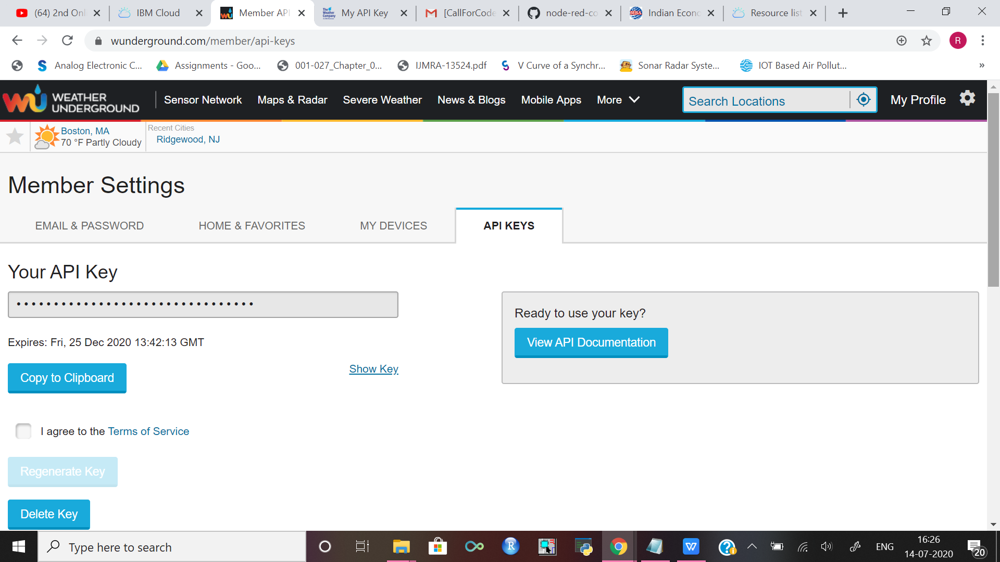 (64) 2nd Onl
IBM Cloud
Member API
The Weather Company
My API Key
[CallForCode
node-red-co
MBA
Indian Econo
Resource list
wunderground.com/member/api-keys
R
Analog Electronic C...
Assignments - Goo...
001-027_Chapter_0...
IJMRA-13524.pdf
V Curve of a Synchr...
Sonar Radar Syste...
IOT Based Air Pollut...
»
WEATHER
UNDERGROUND
Sensor Network
Maps & Radar
Severe Weather
News & Blogs
Mobile Apps
More
Search Locations
My Profile
Boston, MA
70 °F Partly Cloudy
Recent Cities
Ridgewood, NJ
Member Settings
EMAIL & PASSWORD
HOME & FAVORITES
MY DEVICES
API KEYS
Your API Key
••••••••••••••••••••••••••••••••
Expires: Fri, 25 Dec 2020 13:42:13 GMT
Show Key
Copy to Clipboard
Ready to use your key?
View API Documentation
I agree to the Terms of Service
Regenerate Key
Delete Key
Type here to search
ENG
16:26
14-07-2020
20